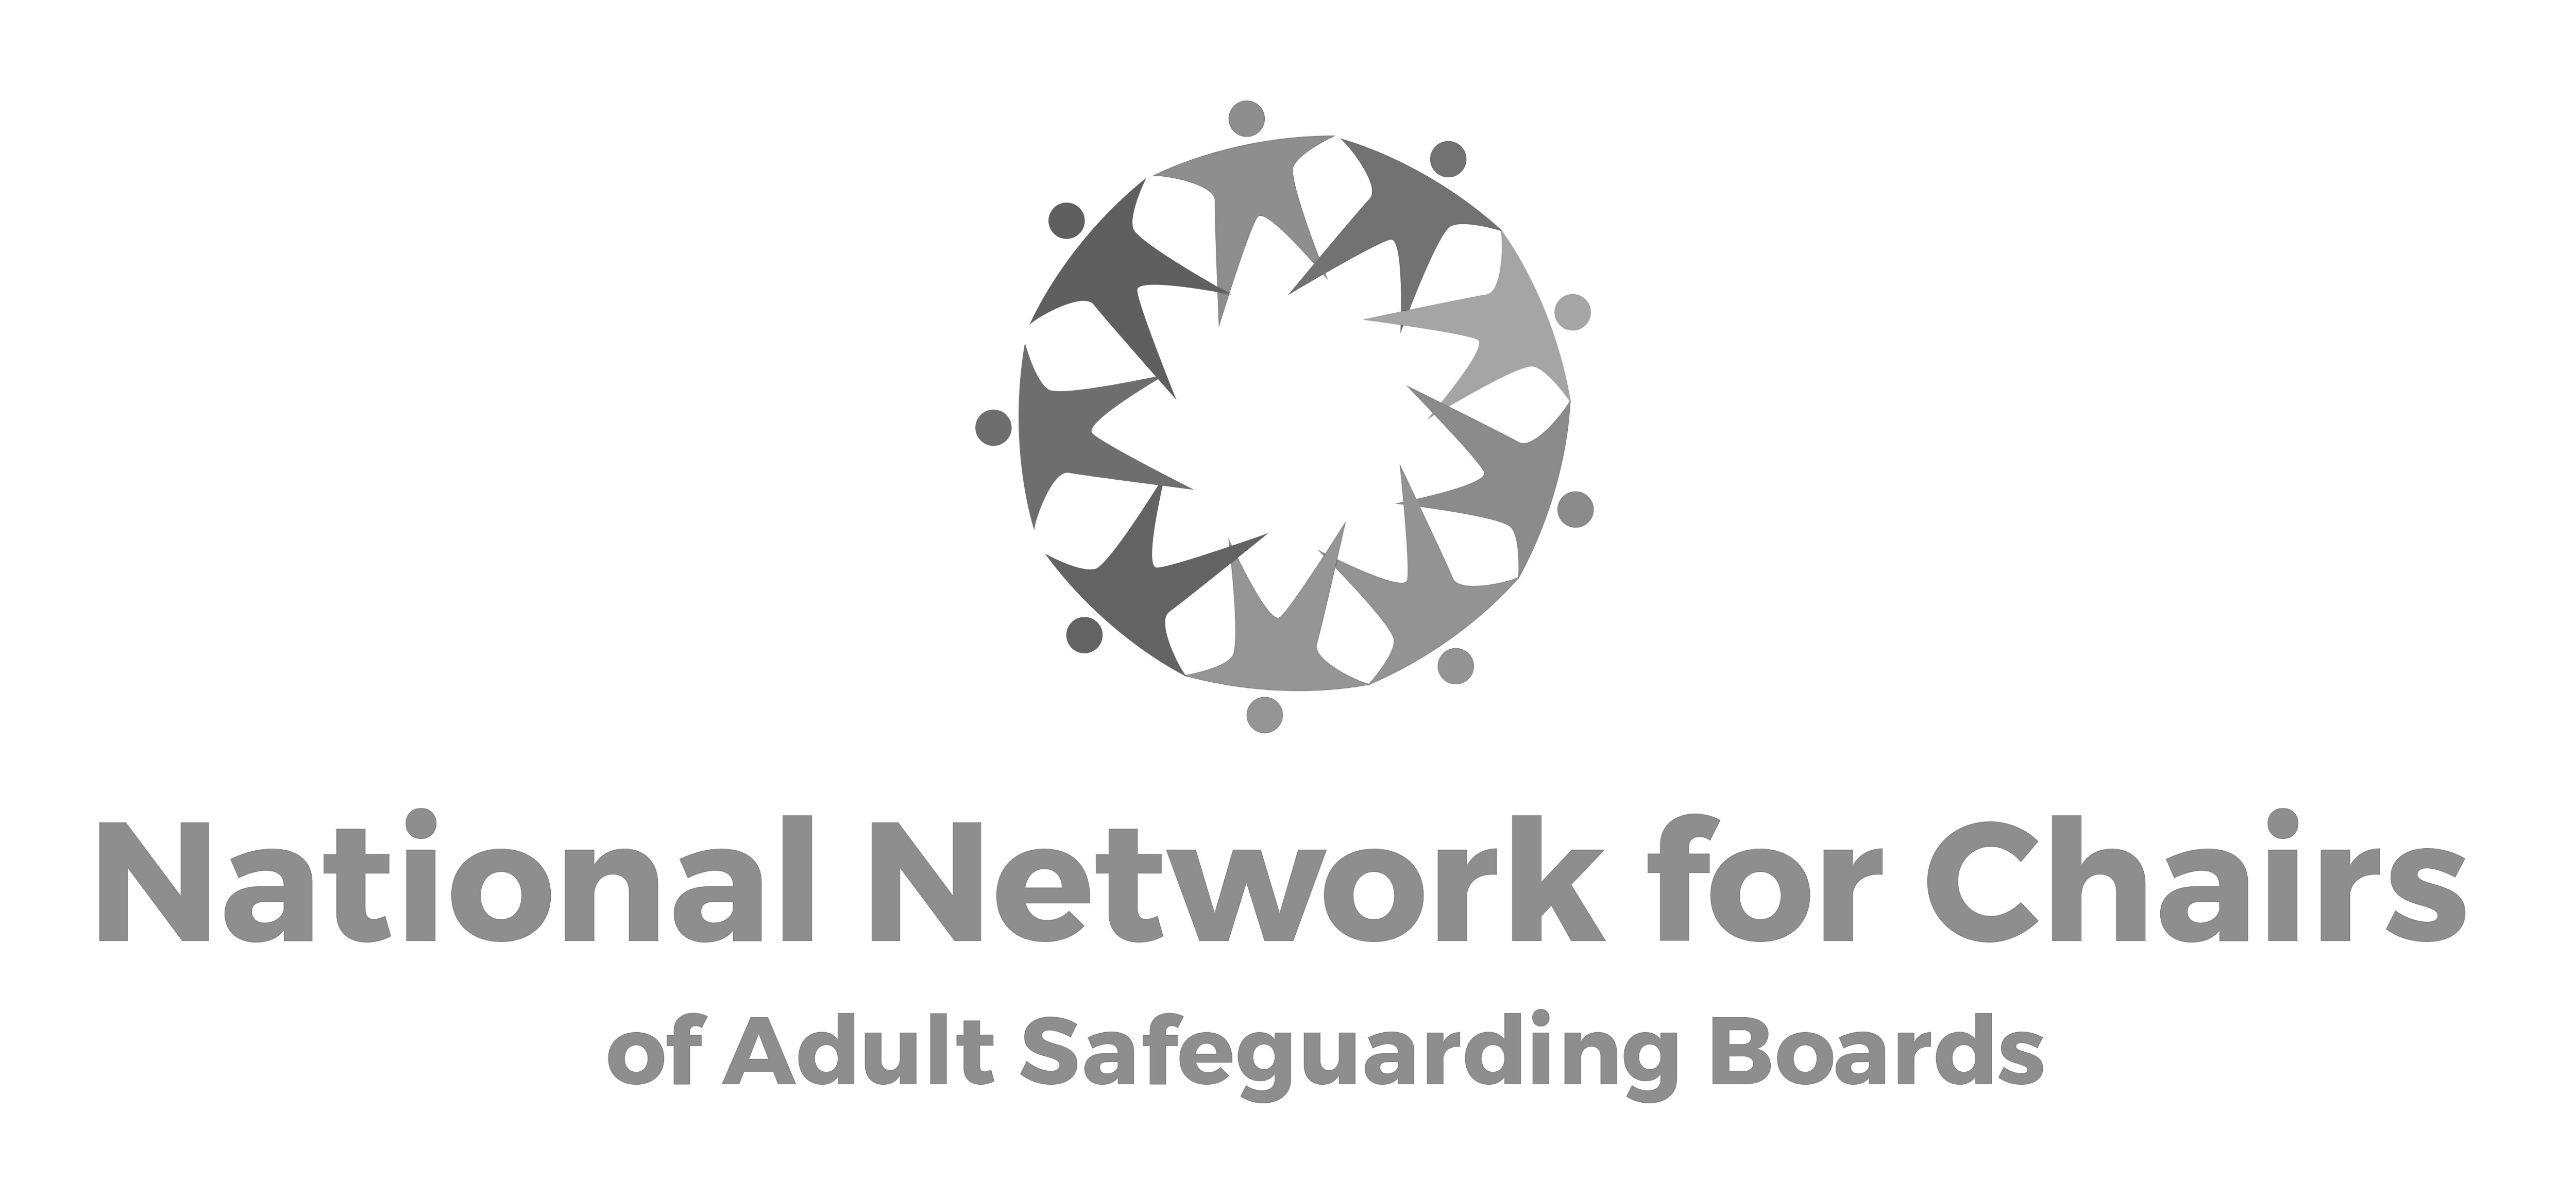 National Network for Chairs
of Adult Safeguarding Boards